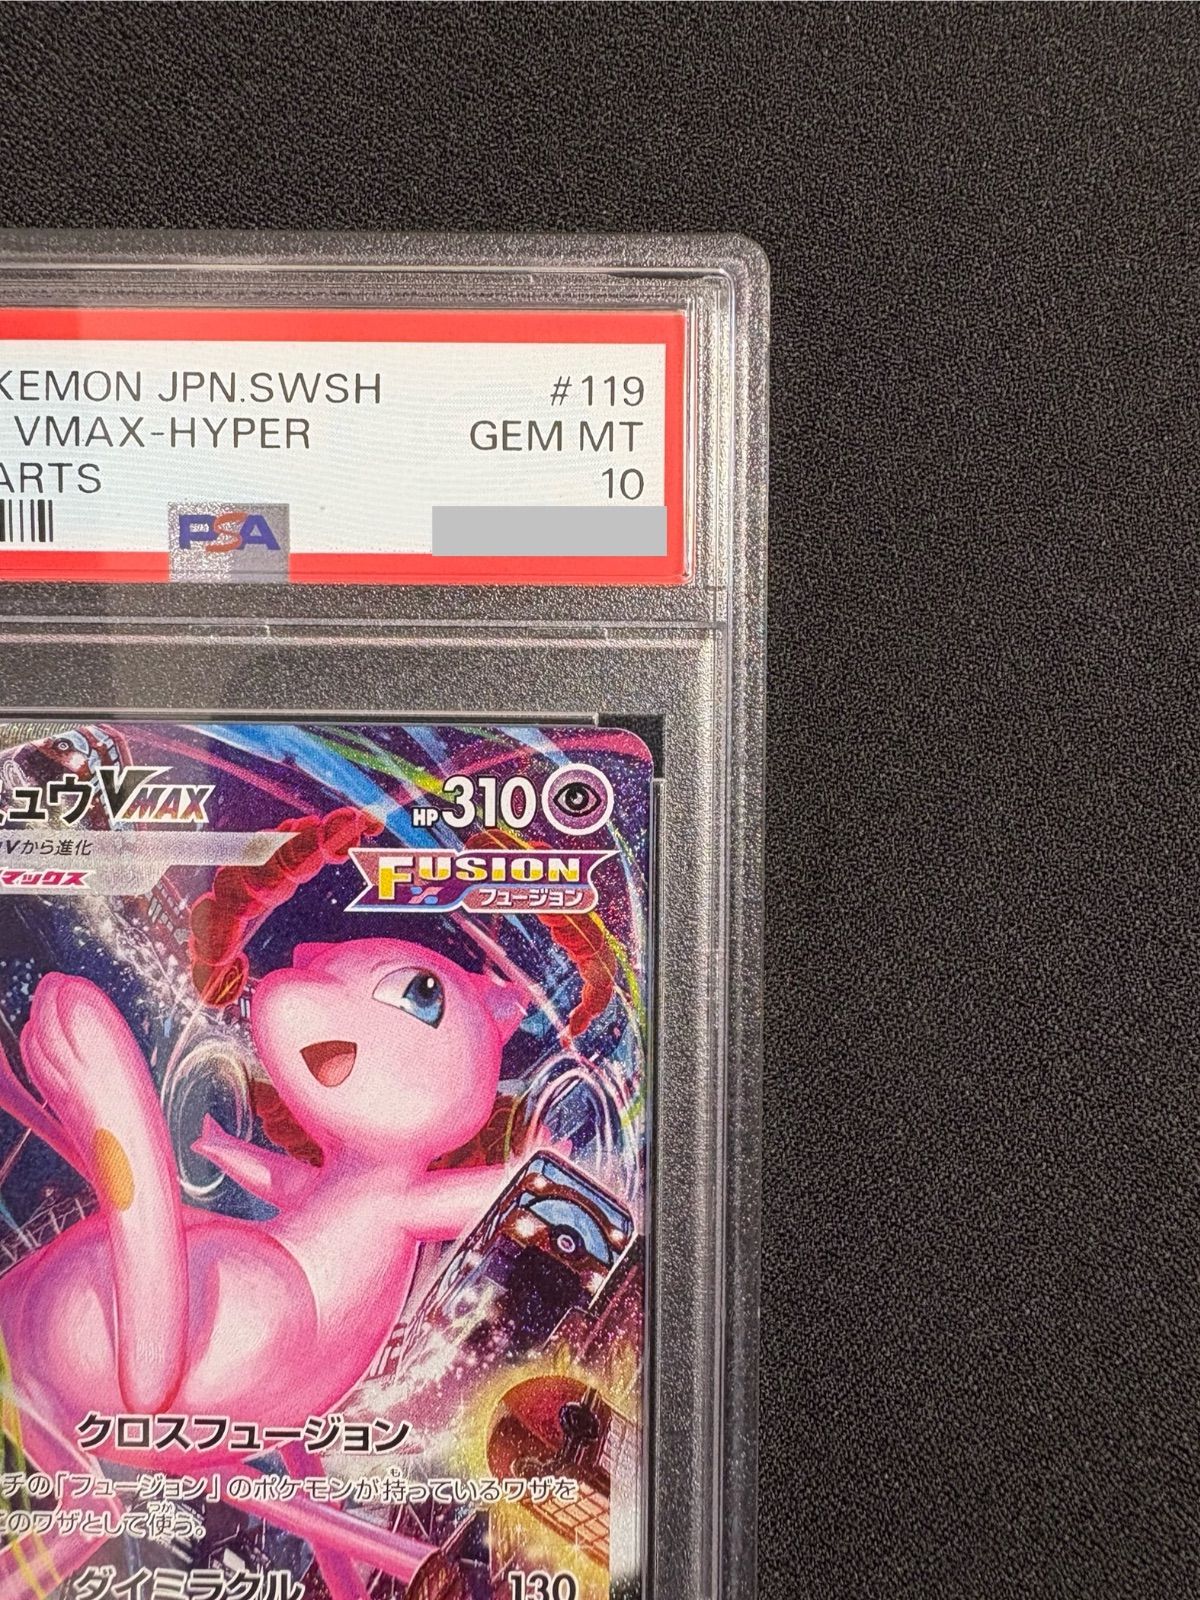 KEMON JPN.SWSH #119
VMAX-HYPER GEM MT
ARTS 10
PSA
ミュウVMAX HP310
Vから進化
マックス
FUSION
フュージョン
クロスフュージョン
チの「フュージョン」のポケモンが持っているワザを
このワザとして使う。
ダイミラクル 130